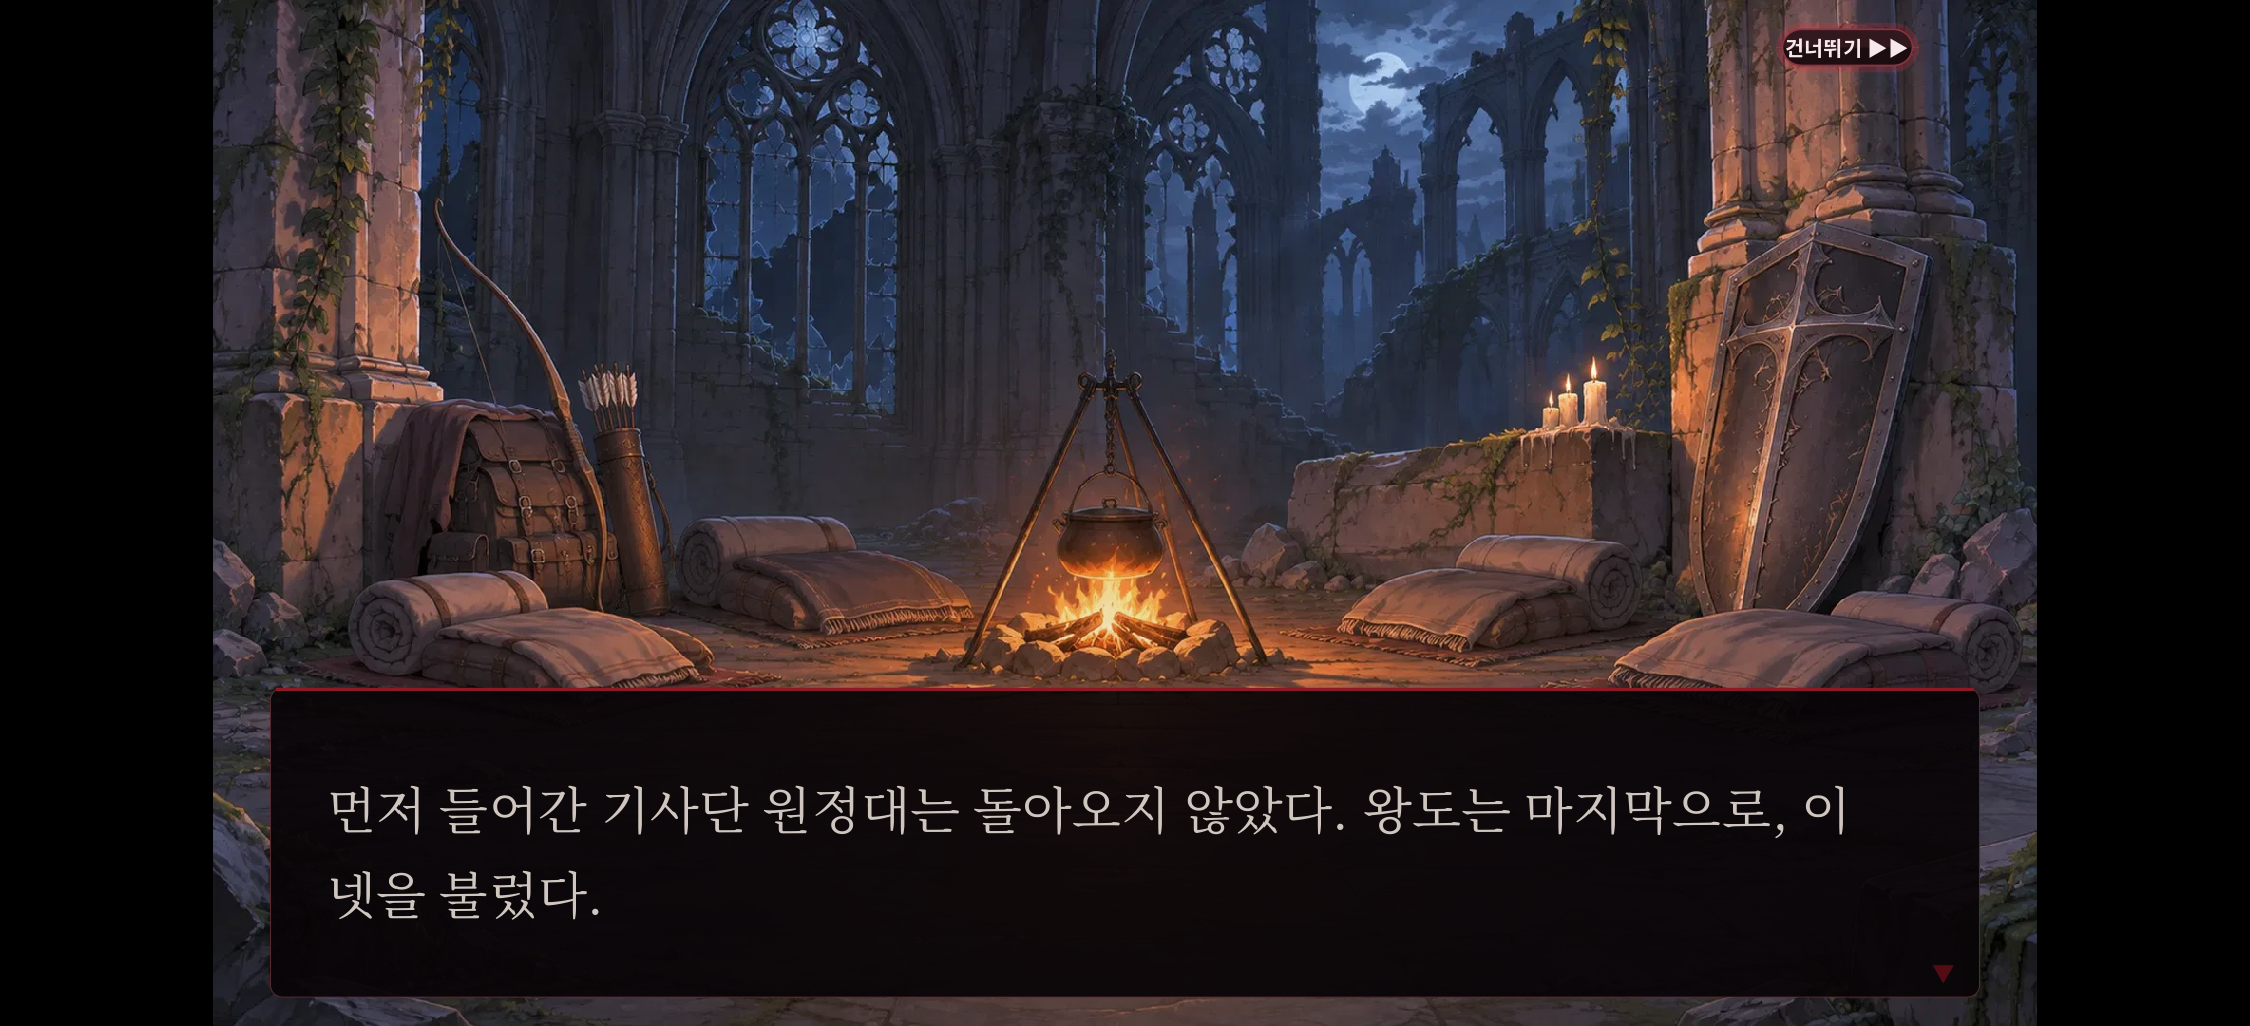 건너뛰기 ▶▶
먼저 들어간 기사단 원정대는 돌아오지 않았다. 왕도는 마지막으로, 이
넷을 불렀다.